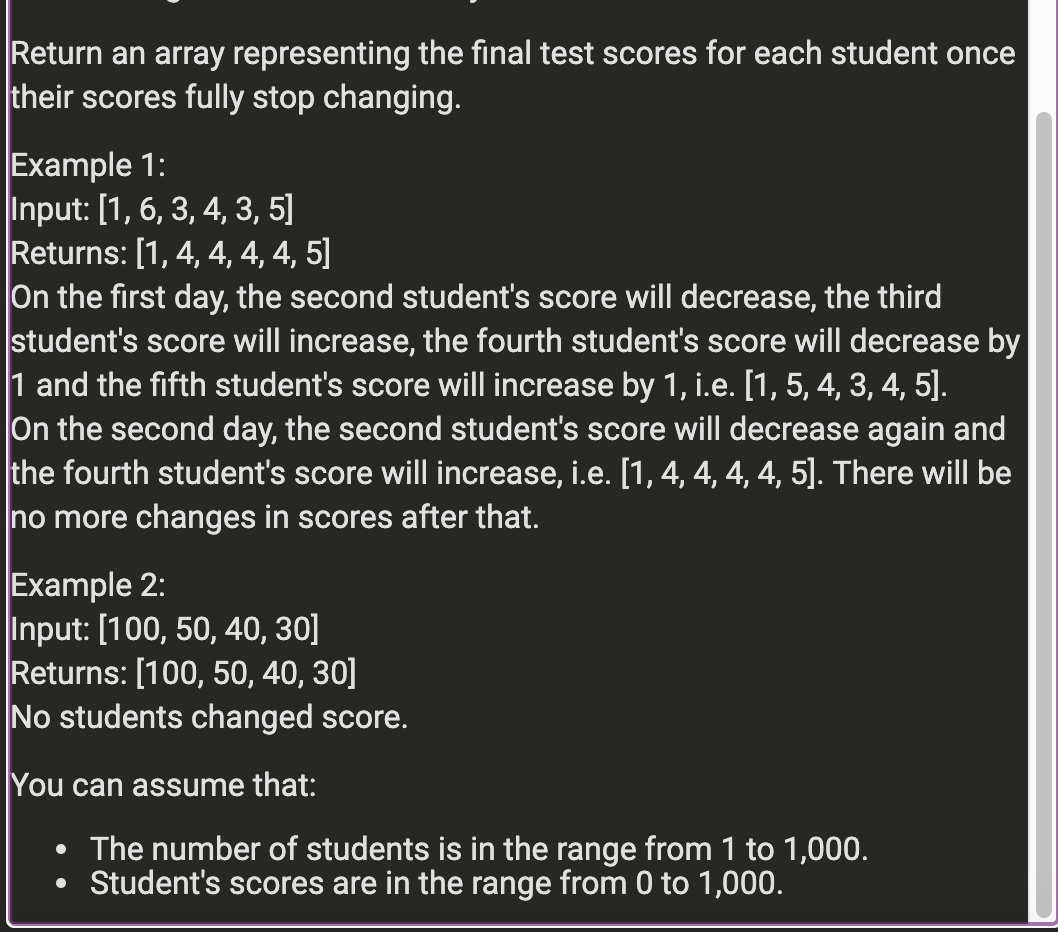 Return an array representing the final test scores for each student once
their scores fully stop changing.
Example 1:
Input: [1, 6, 3, 4, 3, 5]
Returns: [1, 4, 4, 4, 4, 5]
On the first day, the second student's score will decrease, the third
student's score will increase, the fourth student's score will decrease by
1 and the fifth student's score will increase by 1, i.e. [1, 5, 4, 3, 4, 5].
On the second day, the second student's score will decrease again and
the fourth student's score will increase, i.e. [1, 4, 4, 4, 4, 5]. There will be
no more changes in scores after that.
Example 2:
Input: [100, 50, 40, 30]
Returns: [100, 50, 40, 30]
No students changed score.
You can assume that:
• The number of students is in the range from 1 to 1,000.
• Student's scores are in the range from 0 to 1,000.